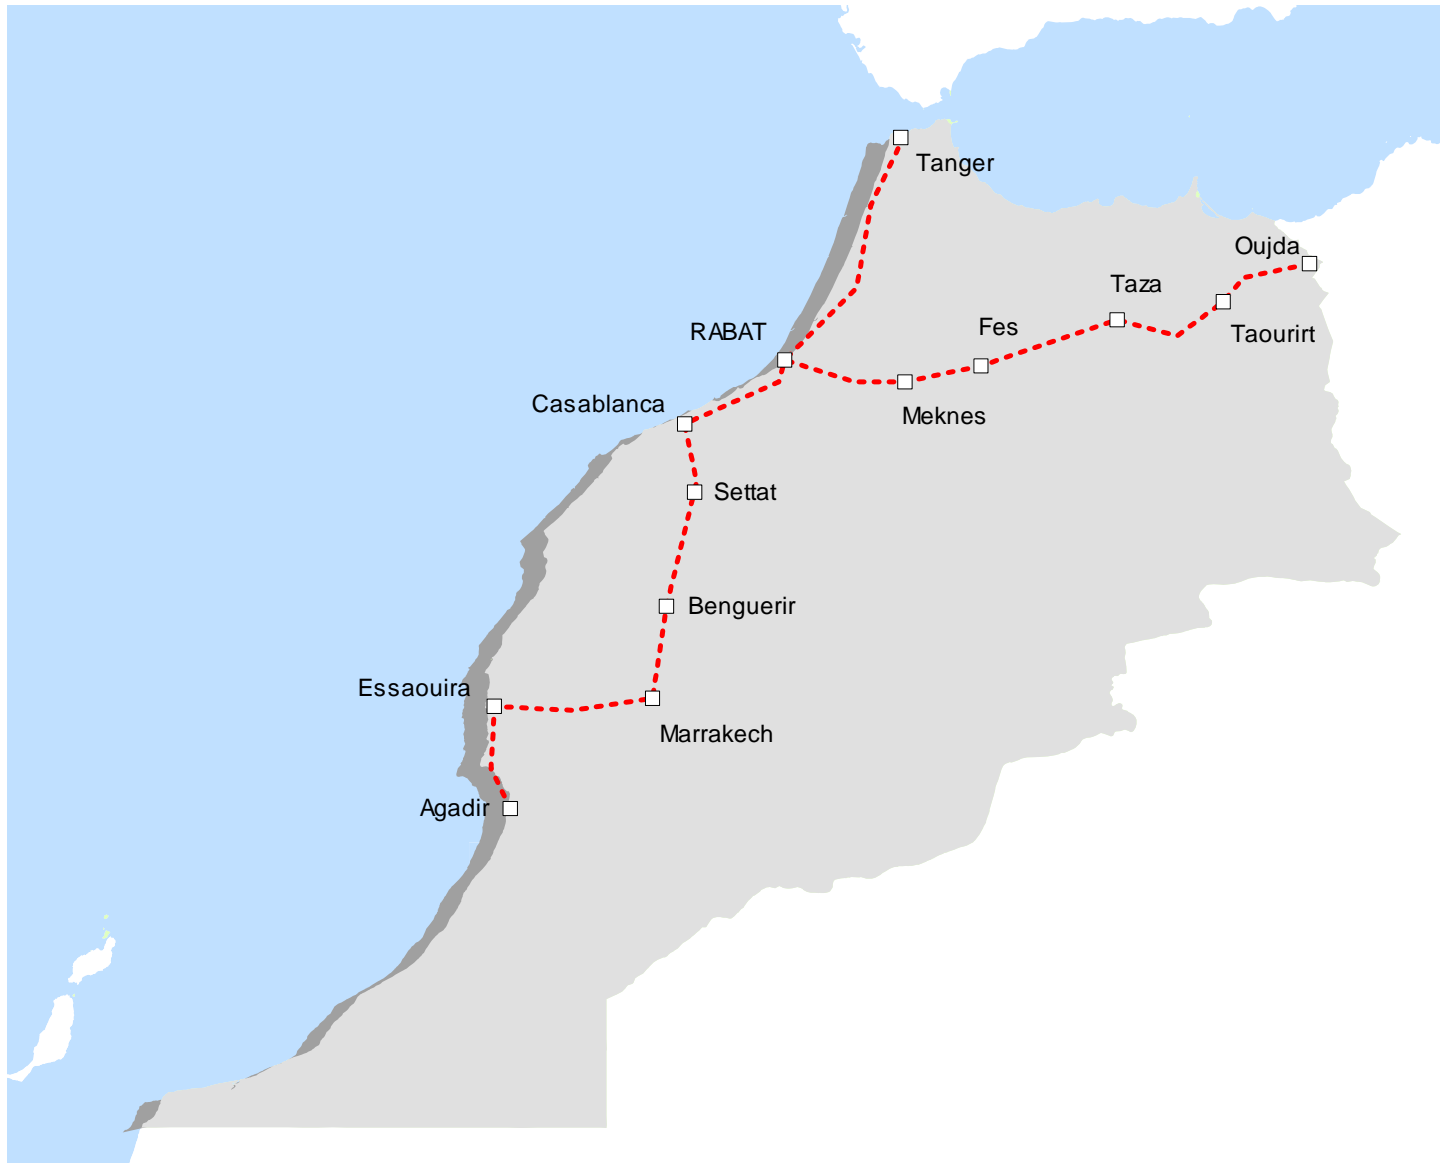 Tanger
Oujda
Taza
Taourirt
Fes
RABAT
Meknes
Casablanca
Settat
Benguerir
Essaouira
Marrakech
Agadir